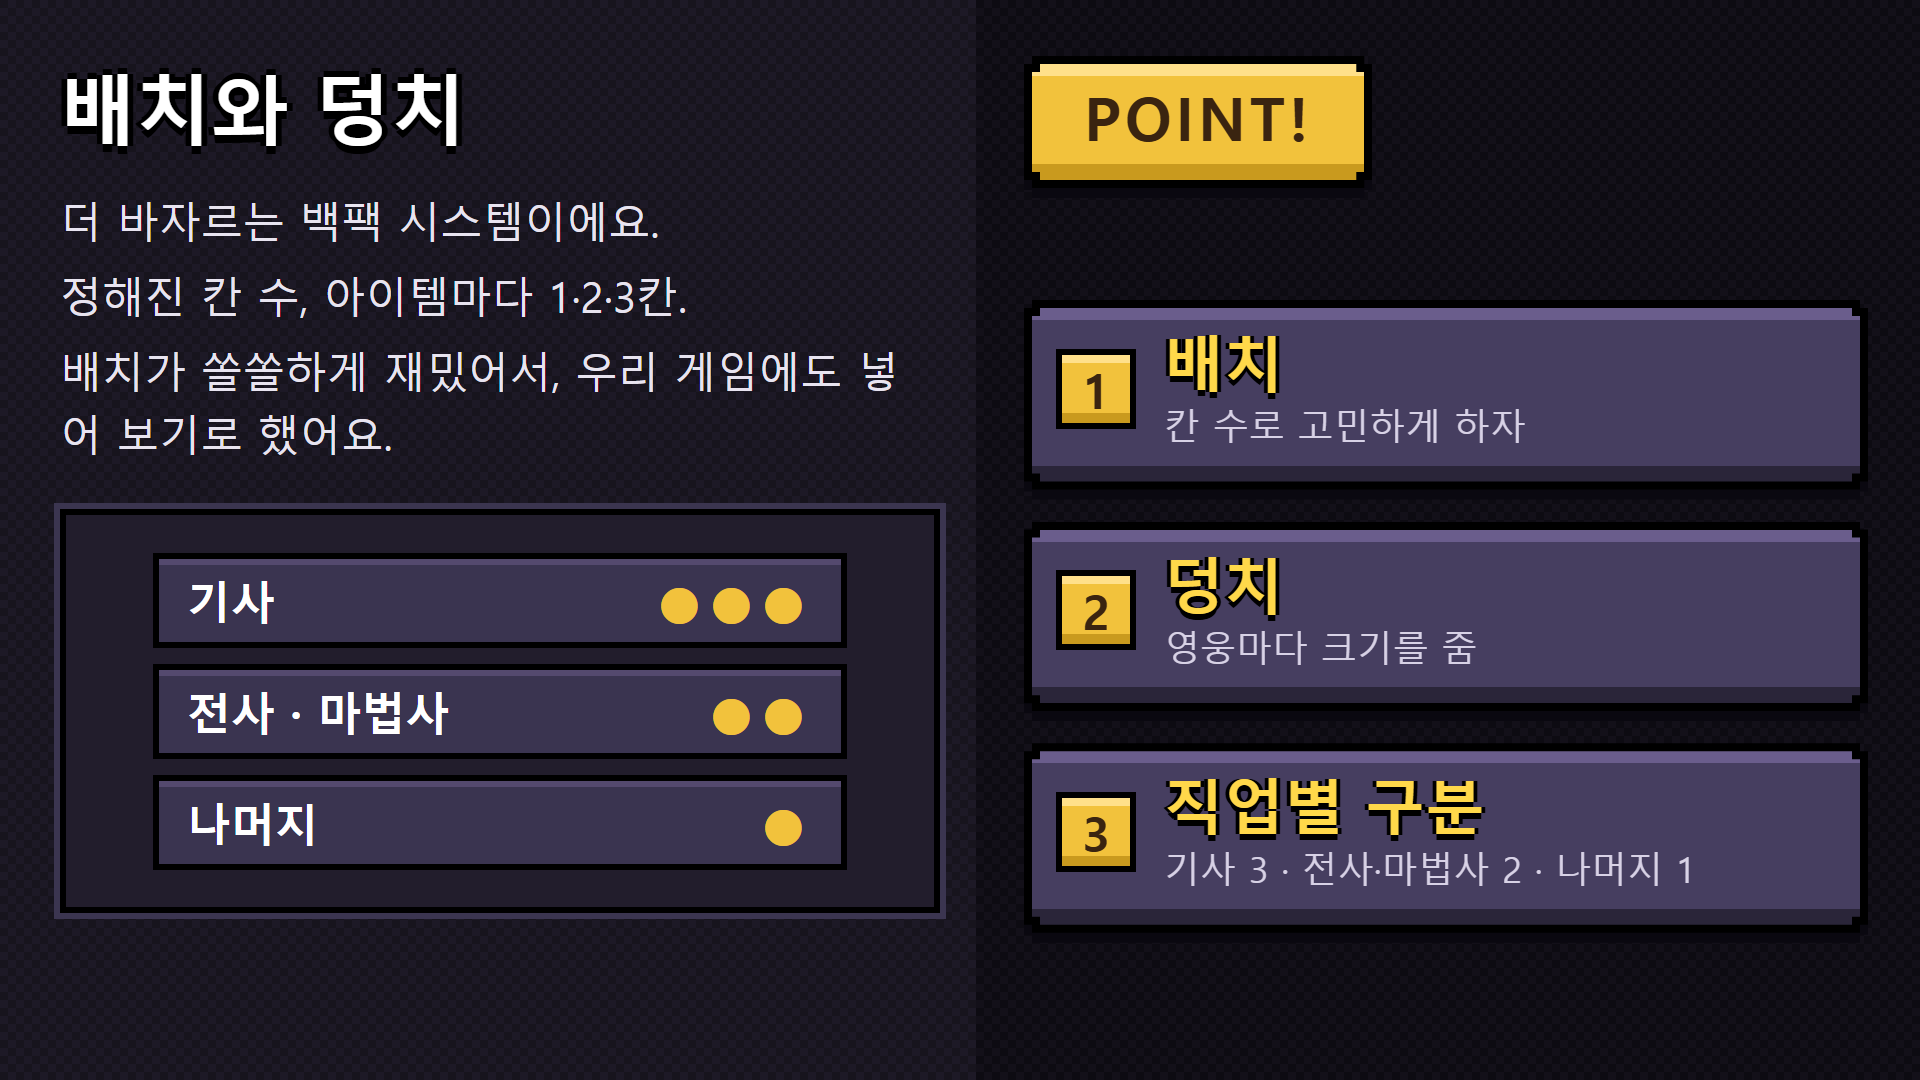 배치와 덩치
더 바자르는 백팩 시스템이에요.
정해진 칸 수, 아이템마다 1·2·3칸.
배치가 쏠쏠하게 재밌어서, 우리 게임에도 넣
어 보기로 했어요.
기사
전사 · 마법사
나머지
POINT!
1
배치
칸 수로 고민하게 하자
2
덩치
영웅마다 크기를 줌
3
직업별 구분
기사 3 · 전사·마법사 2 · 나머지 1